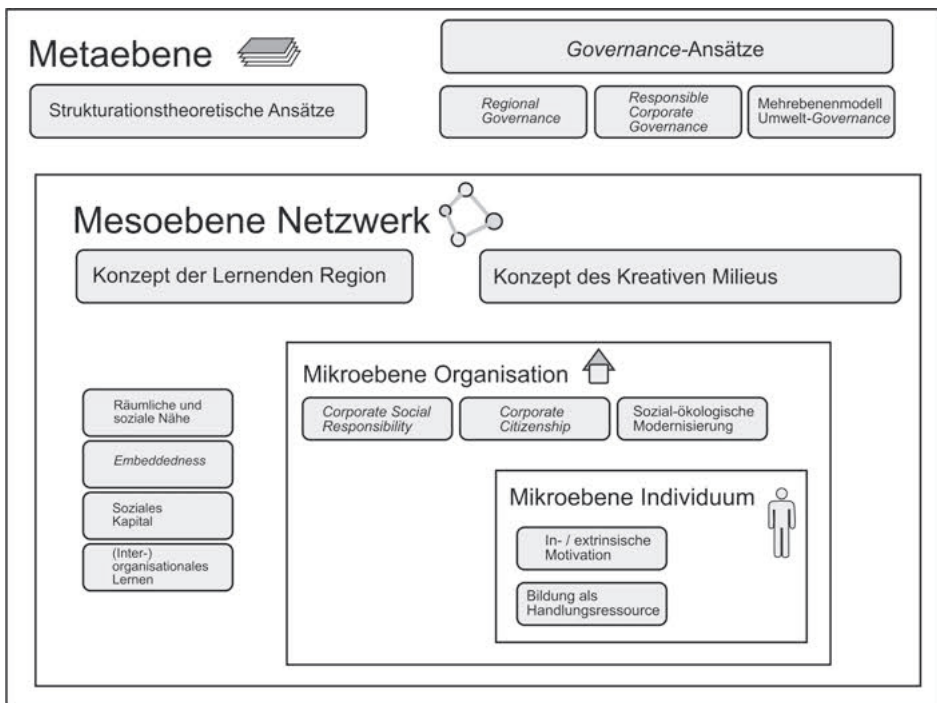 Metaebene
Governance-Ansätze
Strukturationstheoretische Ansätze
Regional
Governance
Responsible
Corporate
Governance
Mehrebenenmodell
Umwelt-Governance
Mesoebene Netzwerk
Konzept der Lernenden Region
Konzept des Kreativen Milieus
Räumliche und
soziale Nähe
Embeddedness
Soziales
Kapital
(Inter-)
organisationales
Lernen
Mikroebene Organisation
Corporate Social
Responsibility
Corporate
Citizenship
Sozial-ökologische
Modernisierung
Mikroebene Individuum
In- / extrinsische
Motivation
Bildung als
Handlungsressource